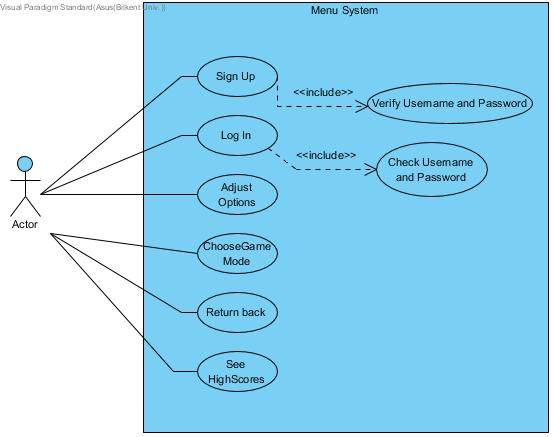 Visual Paradigm Standard(Asus(Bilkent Univ.))
Menu System
Sign Up
<<include>>
Verify Username and Password
Log In
<<include>>
Check Username
and Password
Adjust
Options
Actor
ChooseGame
Mode
Return back
See
HighScores